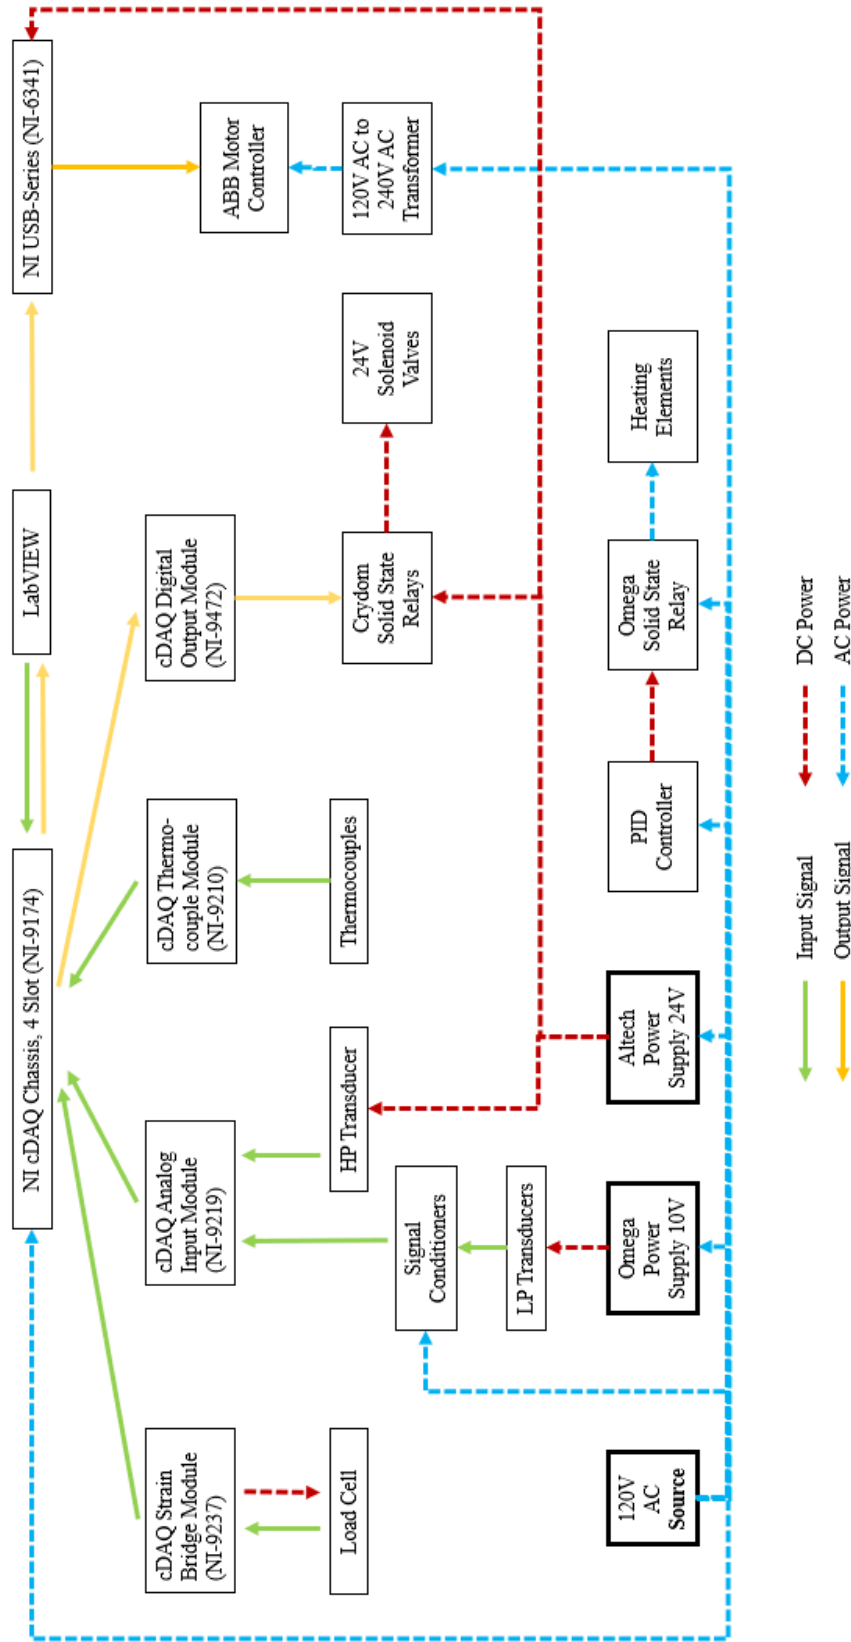 NI cDAQ Chassis, 4 Slot (NI-9174)
LabVIEW
NI USB-Series (NI-6341)
cDAQ Strain
Bridge Module
(NI-9237)
cDAQ Analog
Input Module
(NI-9219)
cDAQ Thermo-
couple Module
(NI-9210)
cDAQ Digital
Output Module
(NI-9472)
ABB Motor
Controller
Load Cell
HP Transducer
Thermocouples
Crydom
Solid State
Relays
24V
Solenoid
Valves
120V AC to
240V AC
Transformer
Signal
Conditioners
LP Transducers
120V
AC
Source
Omega
Power
Supply 10V
Altech
Power
Supply 24V
PID
Controller
Omega
Solid State
Relay
Heating
Elements
Input Signal
DC Power
Output Signal
AC Power